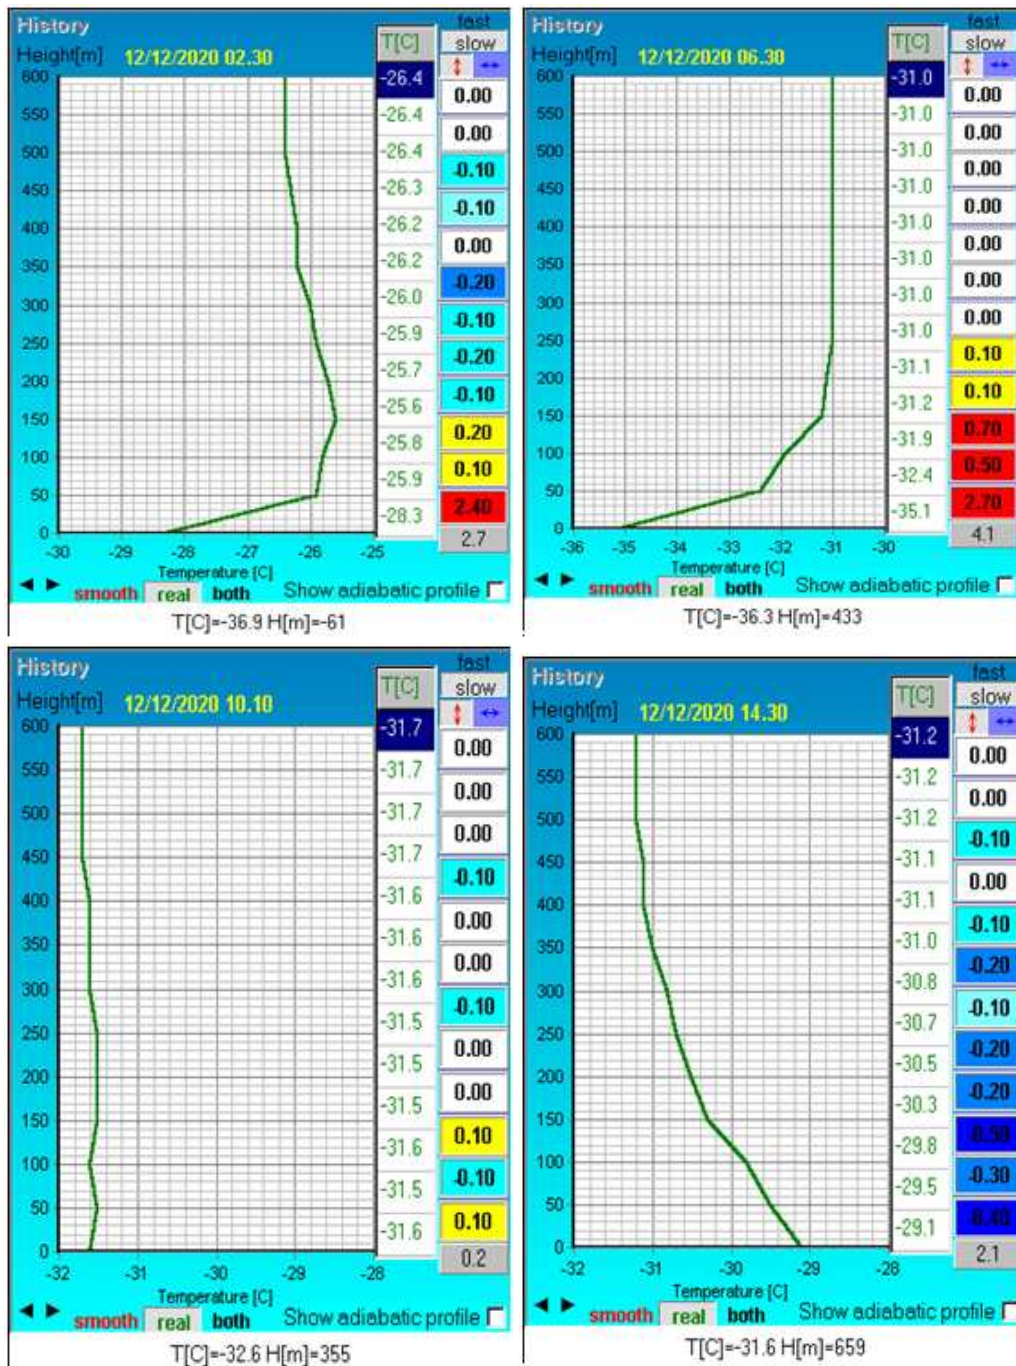 History
fast
slow
Height[m] 12/12/2020 02.30 T[C]
600 -26.4 0.00
550 -26.4 0.00
500 -26.4 -0.10
450 -26.3 -0.10
400 -26.2 0.00
350 -26.2 -0.20
300 -26.0 -0.10
250 -25.9 -0.20
200 -25.7 -0.10
150 -25.6 0.20
100 -25.8 0.10
50 -25.9 2.40
0 -28.3 2.7
-30 -29 -28 -27 -26 -25
Temperature [C]
smooth real both Show adiabatic profile
T[C]=-36.9 H[m]=-61
History
fast
slow
Height[m] 12/12/2020 06.30 T[C]
600 -31.0 0.00
550 -31.0 0.00
500 -31.0 0.00
450 -31.0 0.00
400 -31.0 0.00
350 -31.0 0.00
300 -31.0 0.00
250 -31.0 0.10
200 -31.1 0.10
150 -31.2 0.70
100 -31.9 0.50
50 -32.4 2.70
0 -35.1 4.1
-36 -35 -34 -33 -32 -31 -30
Temperature [C]
smooth real both Show adiabatic profile
T[C]=-36.3 H[m]=433
History
fast
slow
Height[m] 12/12/2020 10.10 T[C]
600 -31.7 0.00
550 -31.7 0.00
500 -31.7 0.00
450 -31.7 -0.10
400 -31.6 0.00
350 -31.6 0.00
300 -31.6 -0.10
250 -31.5 0.00
200 -31.5 0.00
150 -31.5 0.10
100 -31.6 -0.10
50 -31.5 0.10
0 -31.6 0.2
-32 -31 -30 -29 -28
Temperature [C]
smooth real both Show adiabatic profile
T[C]=-32.6 H[m]=355
History
fast
slow
Height[m] 12/12/2020 14.30 T[C]
600 -31.2 0.00
550 -31.2 0.00
500 -31.2 -0.10
450 -31.1 0.00
400 -31.1 -0.10
350 -31.0 -0.20
300 -30.8 -0.10
250 -30.7 -0.20
200 -30.5 -0.20
150 -30.3 -0.50
100 -29.8 -0.30
50 -29.5 -0.40
0 -29.1 2.1
-32 -31 -30 -29 -28
Temperature [C]
smooth real both Show adiabatic profile
T[C]=-31.6 H[m]=659